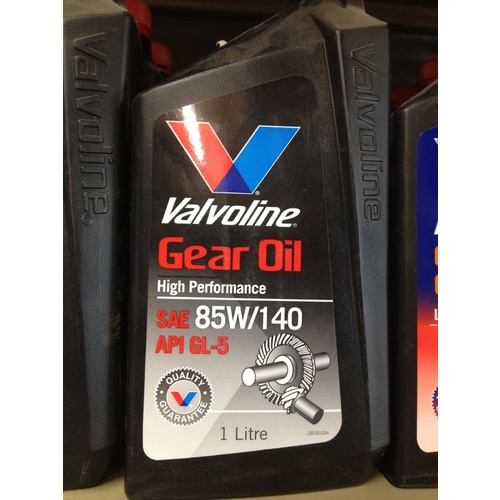 Valvoline
Valvoline
Valvoline
Gear Oil
High Performance
SAE 85W/140
API GL-5
QUALITY
GUARANTEE
1 Litre